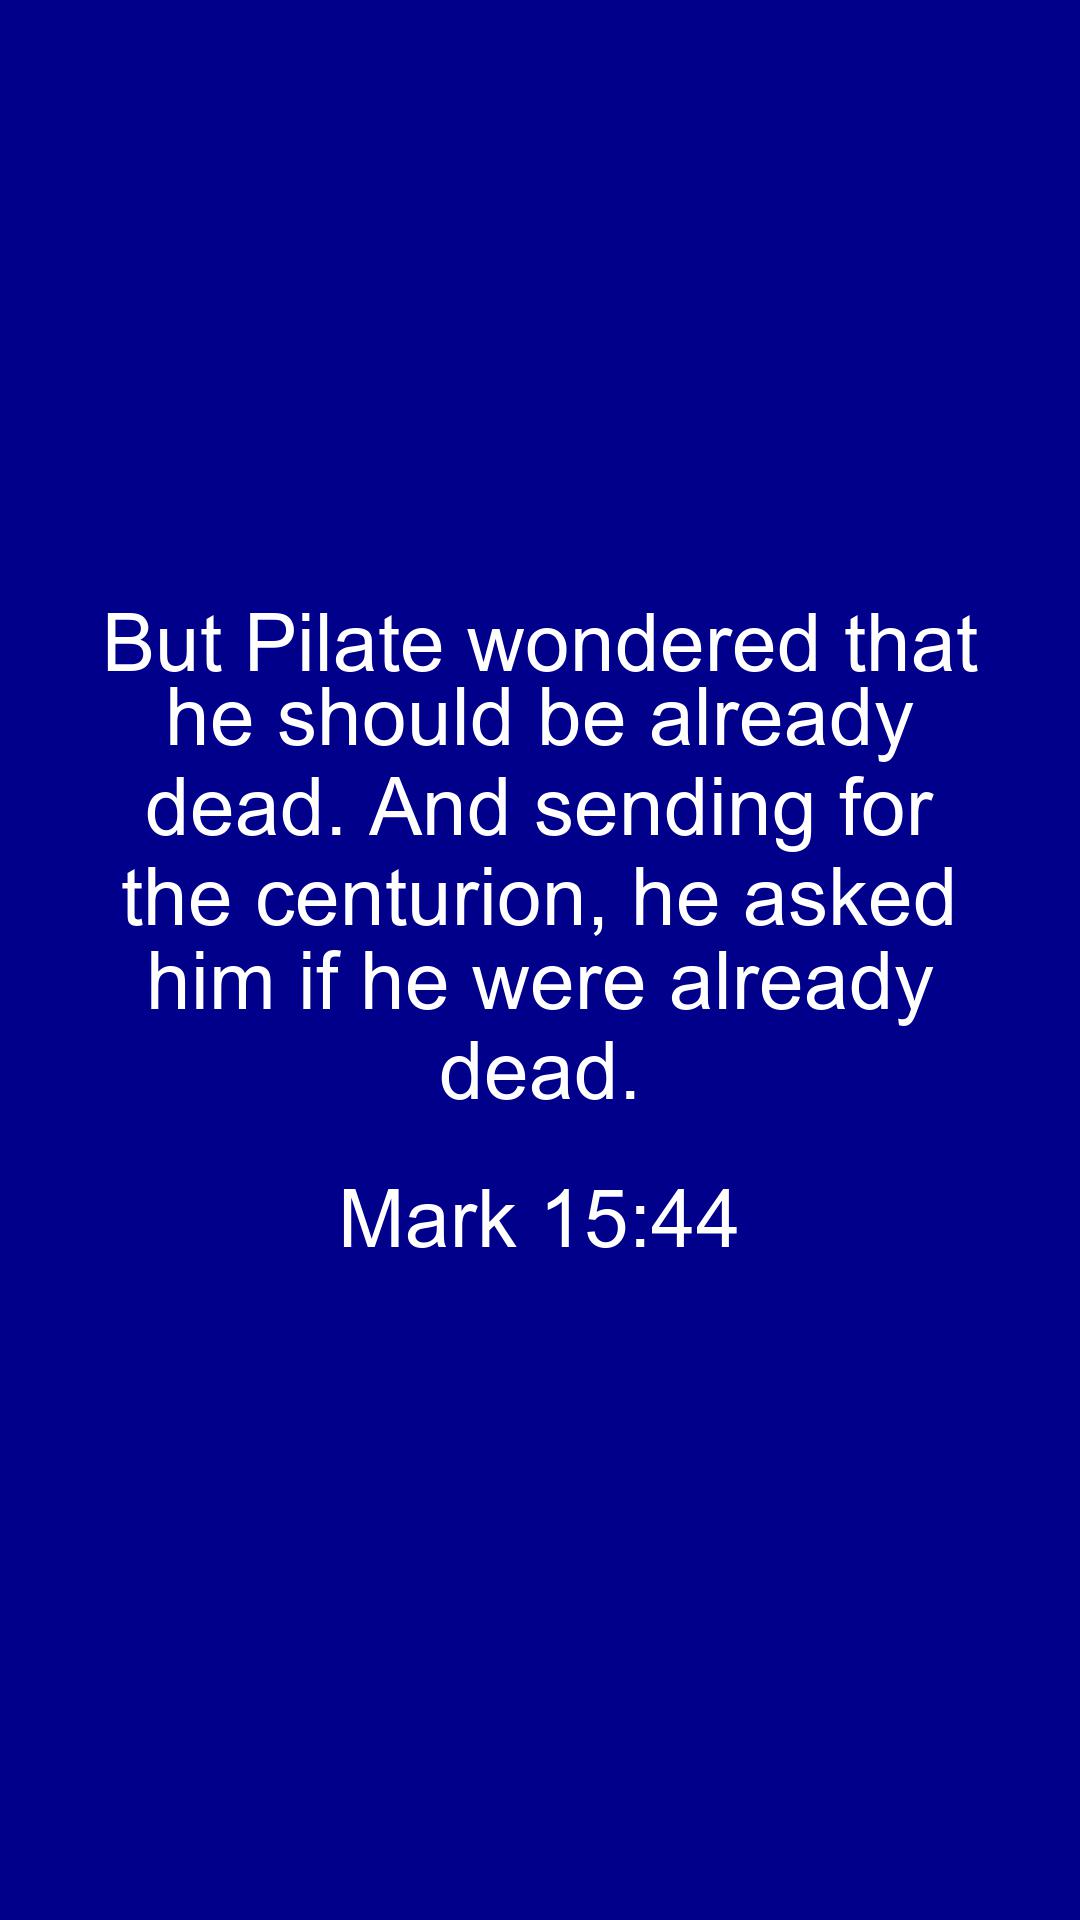 But Pilate wondered that
he should be already
dead. And sending for
the centurion, he asked
him if he were already
dead.
Mark 15:44